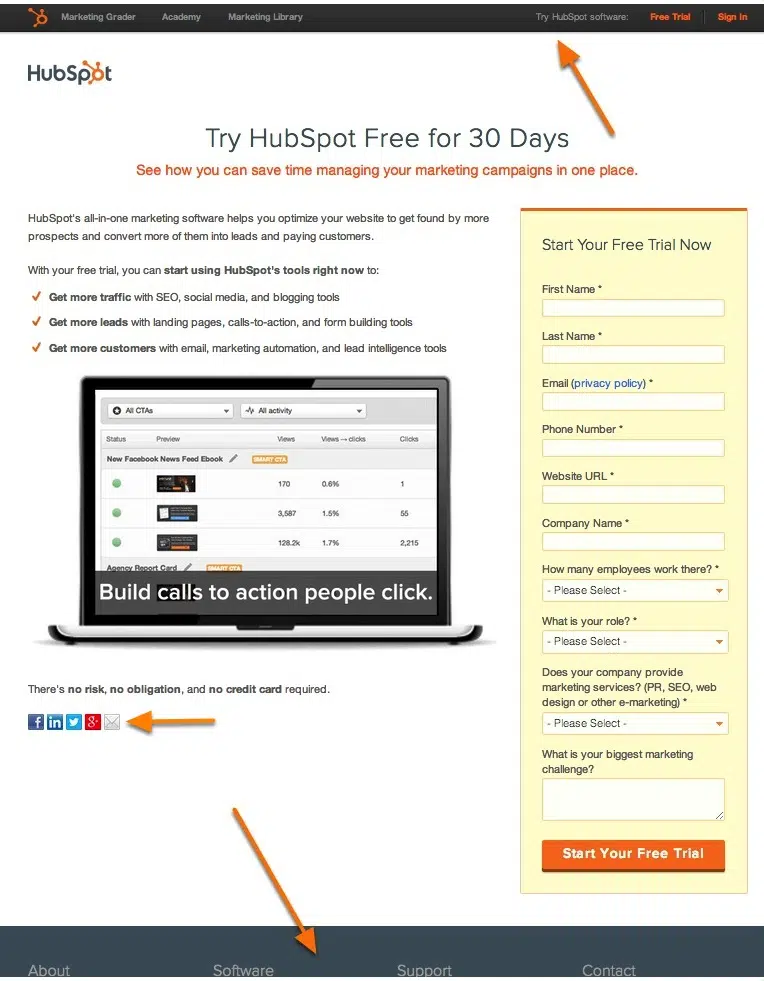 Marketing Grader Academy Marketing Library Try HubSpot software: Free Trial Sign In
HubSpot
Try HubSpot Free for 30 Days
See how you can save time managing your marketing campaigns in one place.
HubSpot's all-in-one marketing software helps you optimize your website to get found by more
prospects and convert more of them into leads and paying customers.
With your free trial, you can start using HubSpot's tools right now to:
Get more traffic with SEO, social media, and blogging tools
Get more leads with landing pages, calls-to-action, and form building tools
Get more customers with email, marketing automation, and lead intelligence tools
All CTAs All activity
Status Preview Views Views → clicks Clicks
New Facebook News Feed Ebook SMART CTA
170 0.6% 1
3,587 1.5% 55
128.2k 1.7% 2,215
Agency Report Card SMART CTA
Build calls to action people click.
There's no risk, no obligation, and no credit card required.
Start Your Free Trial Now
First Name *
Last Name *
Email (privacy policy) *
Phone Number *
Website URL *
Company Name *
How many employees work there? *
- Please Select -
What is your role? *
- Please Select -
Does your company provide
marketing services? (PR, SEO, web
design or other e-marketing) *
- Please Select -
What is your biggest marketing
challenge?
Start Your Free Trial
About Software Support Contact